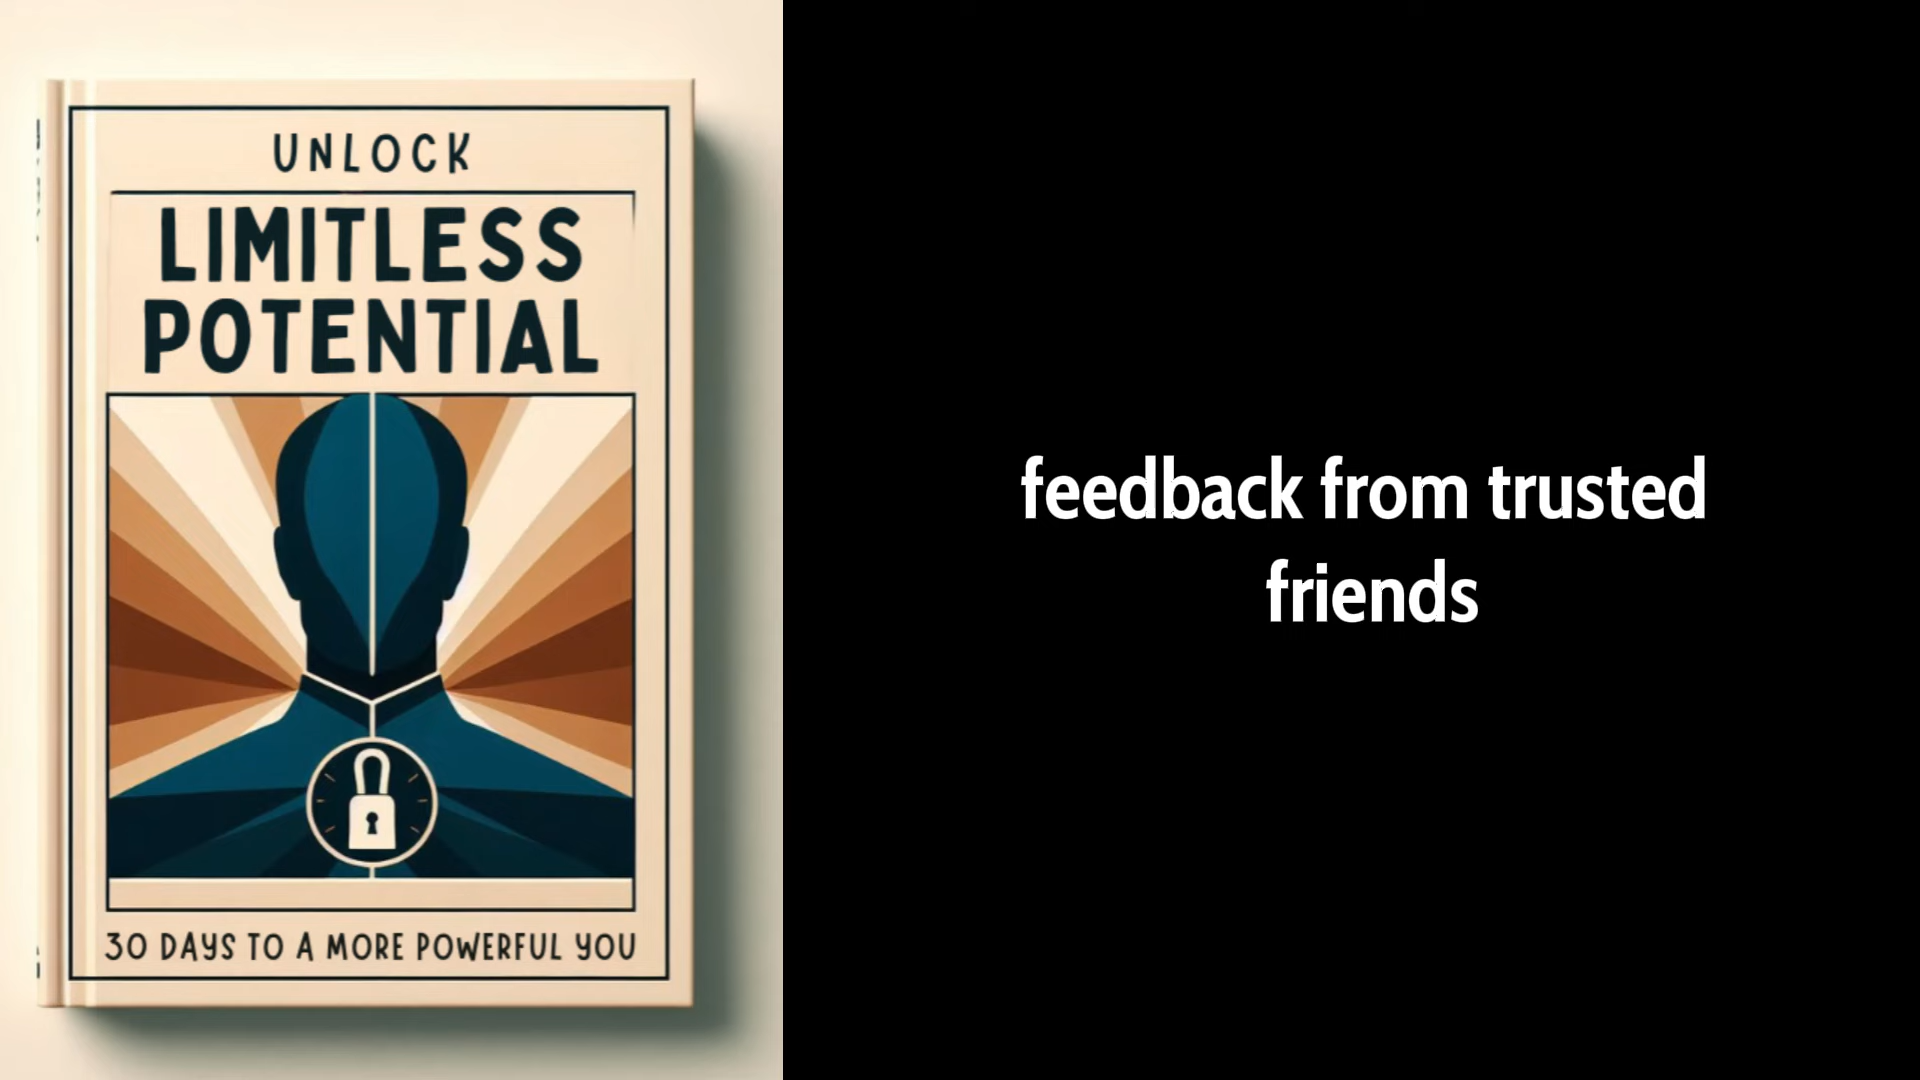 UNLOCK
LIMITLESS
POTENTIAL
30 DAYS TO A MORE POWERFUL YOU
feedback from trusted
friends